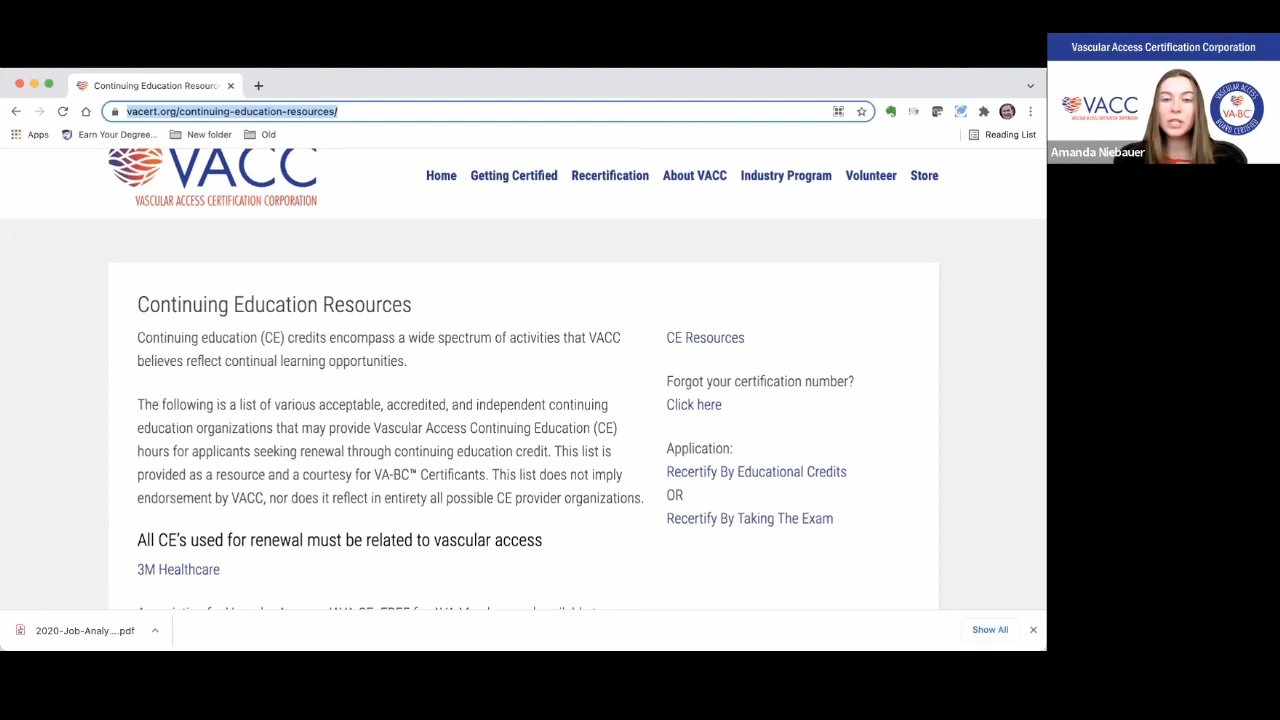 Vascular Access Certification Corporation
VACC
VASCULAR ACCESS CERTIFICATION CORPORATION
VASCULAR ACCESS
VA-BC
BOARD CERTIFIED
Amanda Niebauer
Continuing Education Resourc
vacert.org/continuing-education-resources/
Apps
Earn Your Degree...
New folder
Old
Reading List
VACC
VASCULAR ACCESS CERTIFICATION CORPORATION
Home
Getting Certified
Recertification
About VACC
Industry Program
Volunteer
Store
Continuing Education Resources
Continuing education (CE) credits encompass a wide spectrum of activities that VACC
believes reflect continual learning opportunities.
The following is a list of various acceptable, accredited, and independent continuing
education organizations that may provide Vascular Access Continuing Education (CE)
hours for applicants seeking renewal through continuing education credit. This list is
provided as a resource and a courtesy for VA-BC™ Certificants. This list does not imply
endorsement by VACC, nor does it reflect in entirety all possible CE provider organizations.
All CE's used for renewal must be related to vascular access
3M Healthcare
CE Resources
Forgot your certification number?
Click here
Application:
Recertify By Educational Credits
OR
Recertify By Taking The Exam
2020-Job-Analy....pdf
Show All